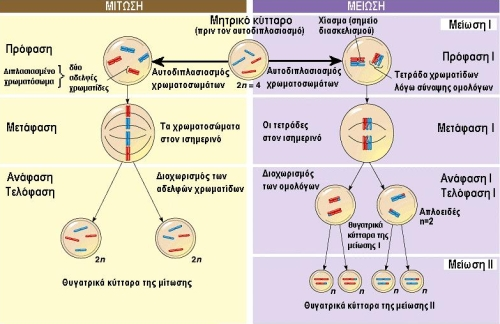 ΜΙΤΩΣΗ
ΜΕΙΩΣΗ
Μητρικό κύτταρο
(πριν τον αυτοδιπλασιασμό)
Χίασμα (σημείο
διασκελισμού)
Μείωση Ι
Πρόφαση
Διπλασιασμένο
χρωματόσωμα
δύο
αδελφές
χρωματίδες
Αυτοδιπλασιασμός
χρωματοσωμάτων
2n = 4
Αυτοδιπλασιασμός
χρωματοσωμάτων
Πρόφαση Ι
Τετράδα χρωματίδων
λόγω σύναψης ομολόγων
Μετάφαση
Τα χρωματοσώματα
στον ισημερινό
Οι τετράδες
στον ισημερινό
Μετάφαση Ι
Ανάφαση
Τελόφαση
Διοχωρισμός των
αδελφών χρωματίδων
2n
2n
Θυγατρικά κύτταρα της μίτωσης
Διοχωρισμός
των ομολόγων
Ανάφαση Ι
Τελόφαση Ι
Απλοειδές
n=2
θυγατρικά
κύτταρα της
μείωσης Ι
Μείωση ΙΙ
n
n
n
n
Θυγατρικά κύτταρα της μείωσης ΙΙ